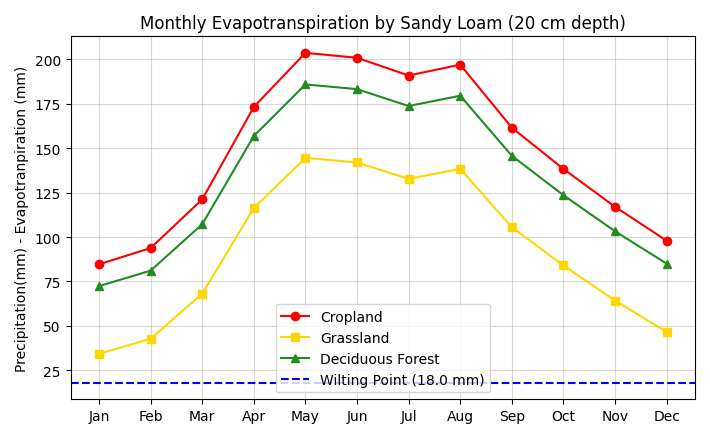 Monthly Evapotranspiration by Sandy Loam (20 cm depth)
Precipitation(mm) - Evapotranpiration (mm)
200
175
150
125
100
75
50
25
Cropland
Grassland
Deciduous Forest
Wilting Point (18.0 mm)
Jan Feb Mar Apr May Jun Jul Aug Sep Oct Nov Dec